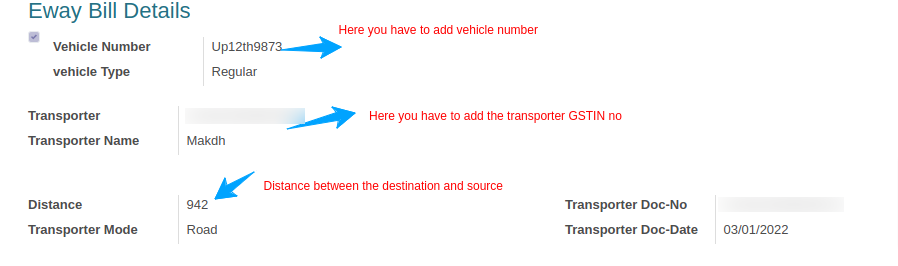 Eway Bill Details
Here you have to add vehicle number
Vehicle Number Up12th9873
vehicle Type Regular
Transporter
Here you have to add the transporter GSTIN no
Transporter Name Makdh
Distance between the destination and source
Distance 942 Transporter Doc-No
Transporter Mode Road Transporter Doc-Date 03/01/2022